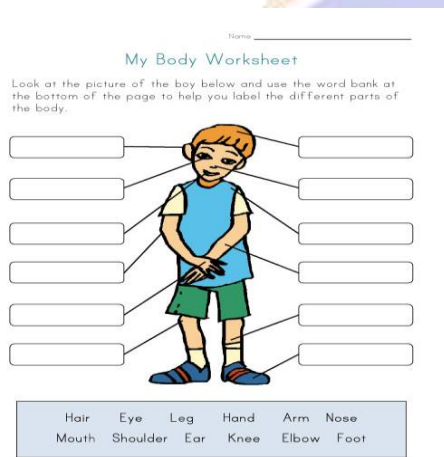 Name
My Body Worksheet
Look at the picture of the boy below and use the word bank at
the bottom of the page to help you label the different parts of
the body.
Hair Eye Leg Hand Arm Nose
Mouth Shoulder Ear Knee Elbow Foot